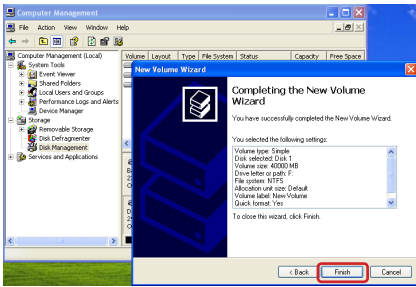 Computer Management
File Action View Window Help
Computer Management (Local)
System Tools
Event Viewer
Shared Folders
Local Users and Groups
Performance Logs and Alerts
Device Manager
Storage
Removable Storage
Disk Defragmenter
Disk Management
Services and Applications
Volume Layout Type File System Status Capacity Free Space
New Volume Wizard
Completing the New Volume
Wizard
You have successfully completed the New Volume Wizard.
You selected the following settings:
Volume type: Simple
Disk selected: Disk 1
Volume size: 40000 MB
Drive letter or path: F:
File system: NTFS
Allocation unit size: Default
Volume label: New Volume
Quick format: Yes
To close this wizard, click Finish.
< Back Finish Cancel